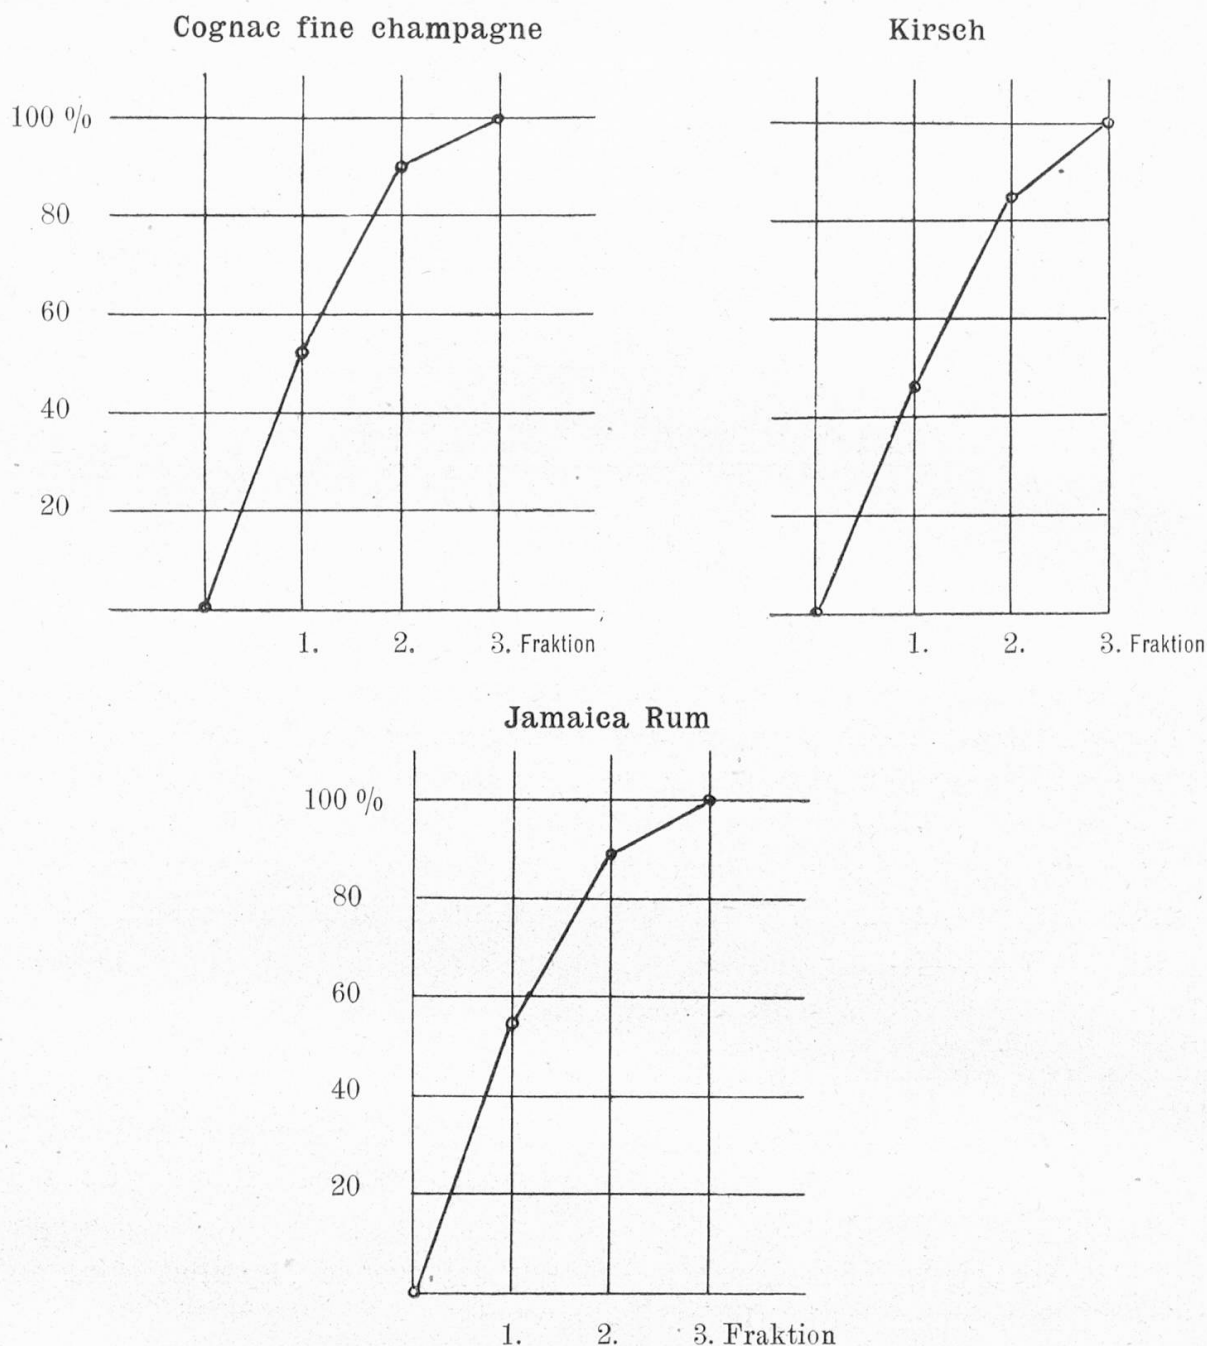 Cognac fine champagne
100 %
80
60
40
20
1. 2. 3. Fraktion
Kirsch
1. 2. 3. Fraktion
Jamaica Rum
100 %
80
60
40
20
1. 2. 3. Fraktion